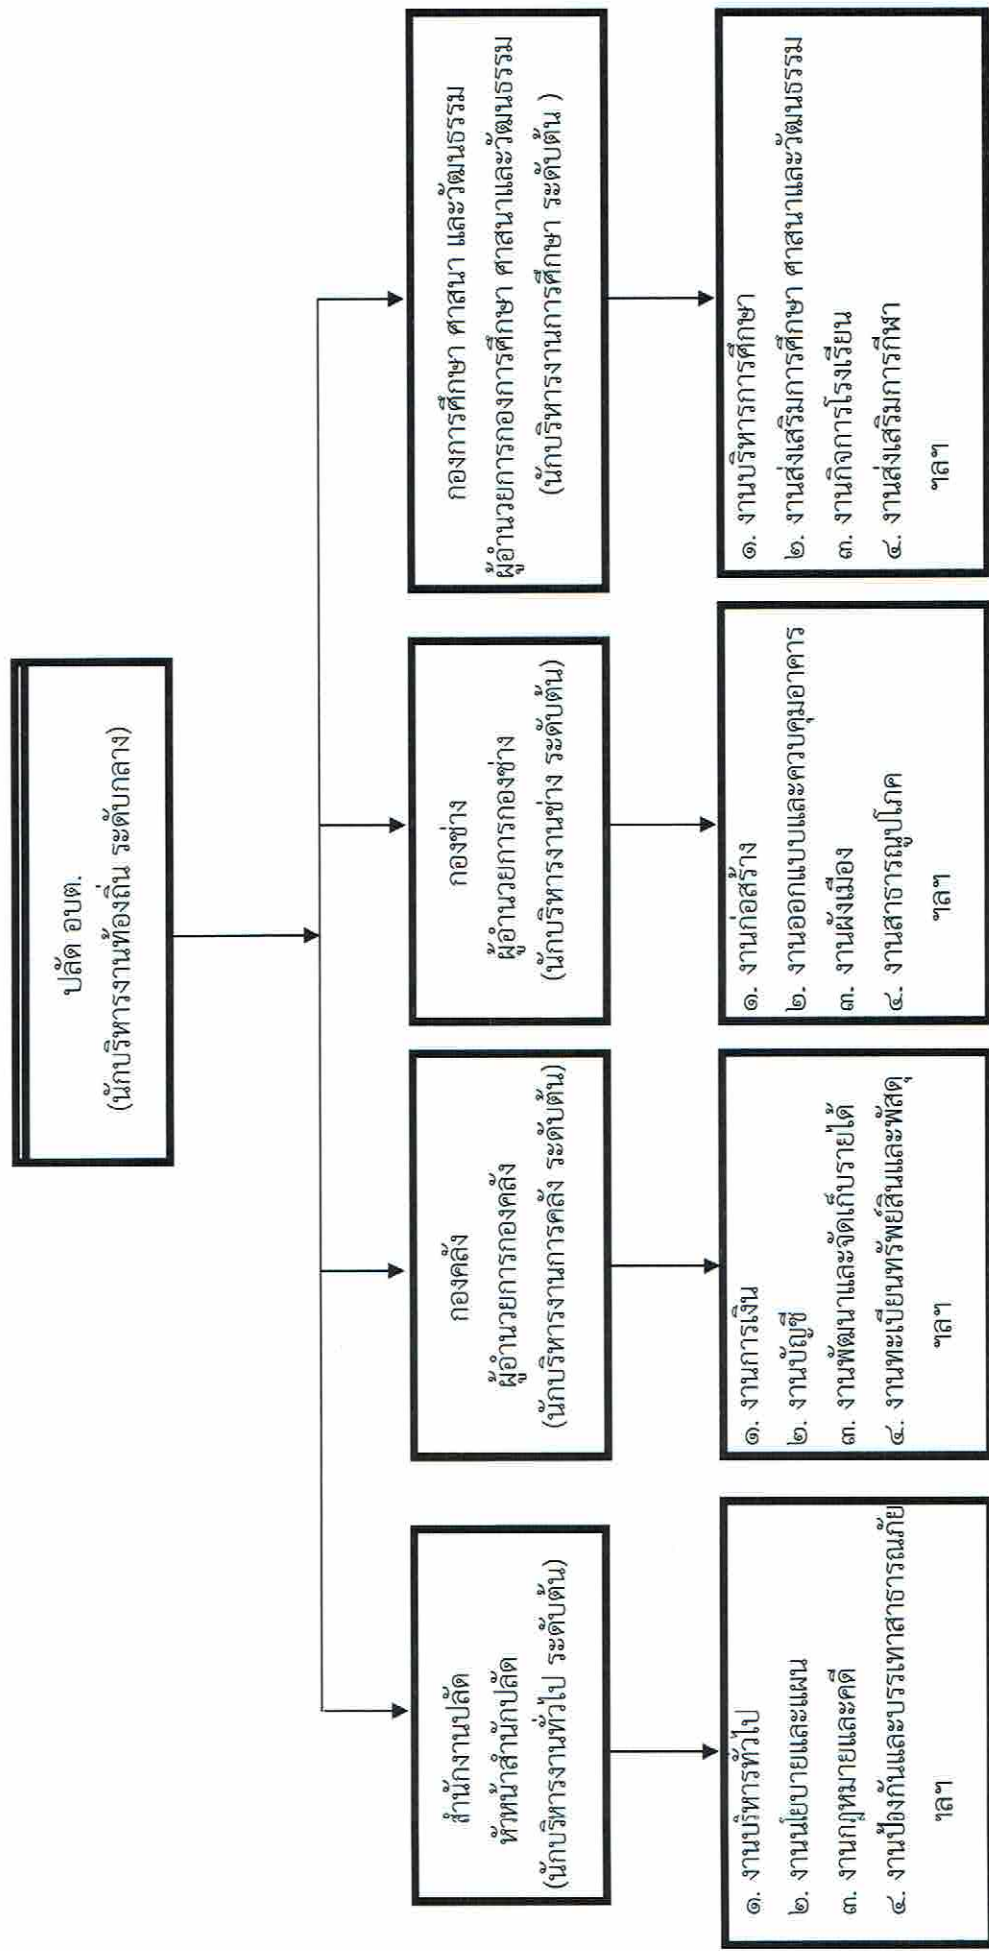 ปลัด อบต.
(นักบริหารงานท้องถิ่น ระดับกลาง)
สำนักงานปลัด
หัวหน้าสำนักปลัด
(นักบริหารงานทั่วไป ระดับต้น)
กองคลัง
ผู้อำนวยการกองคลัง
(นักบริหารงานการคลัง ระดับต้น)
กองช่าง
ผู้อำนวยการกองช่าง
(นักบริหารงานช่าง ระดับต้น)
กองการศึกษา ศาสนา และวัฒนธรรม
ผู้อำนวยการกองการศึกษา ศาสนาและวัฒนธรรม
(นักบริหารงานการศึกษา ระดับต้น )
๑. งานบริหารทั่วไป
๒. งานนโยบายและแผน
๓. งานกฎหมายและคดี
๔. งานป้องกันและบรรเทาสาธารณภัย
ฯลฯ
๑. งานการเงิน
๒. งานบัญชี
๓. งานพัฒนาและจัดเก็บรายได้
๔. งานทะเบียนทรัพย์สินและพัสดุ
ฯลฯ
๑. งานก่อสร้าง
๒. งานออกแบบและควบคุมอาคาร
๓. งานผังเมือง
๔. งานสาธารณูปโภค
ฯลฯ
๑. งานบริหารการศึกษา
๒. งานส่งเสริมการศึกษา ศาสนาและวัฒนธรรม
๓. งานกิจการโรงเรียน
๔. งานส่งเสริมการกีฬา
ฯลฯ